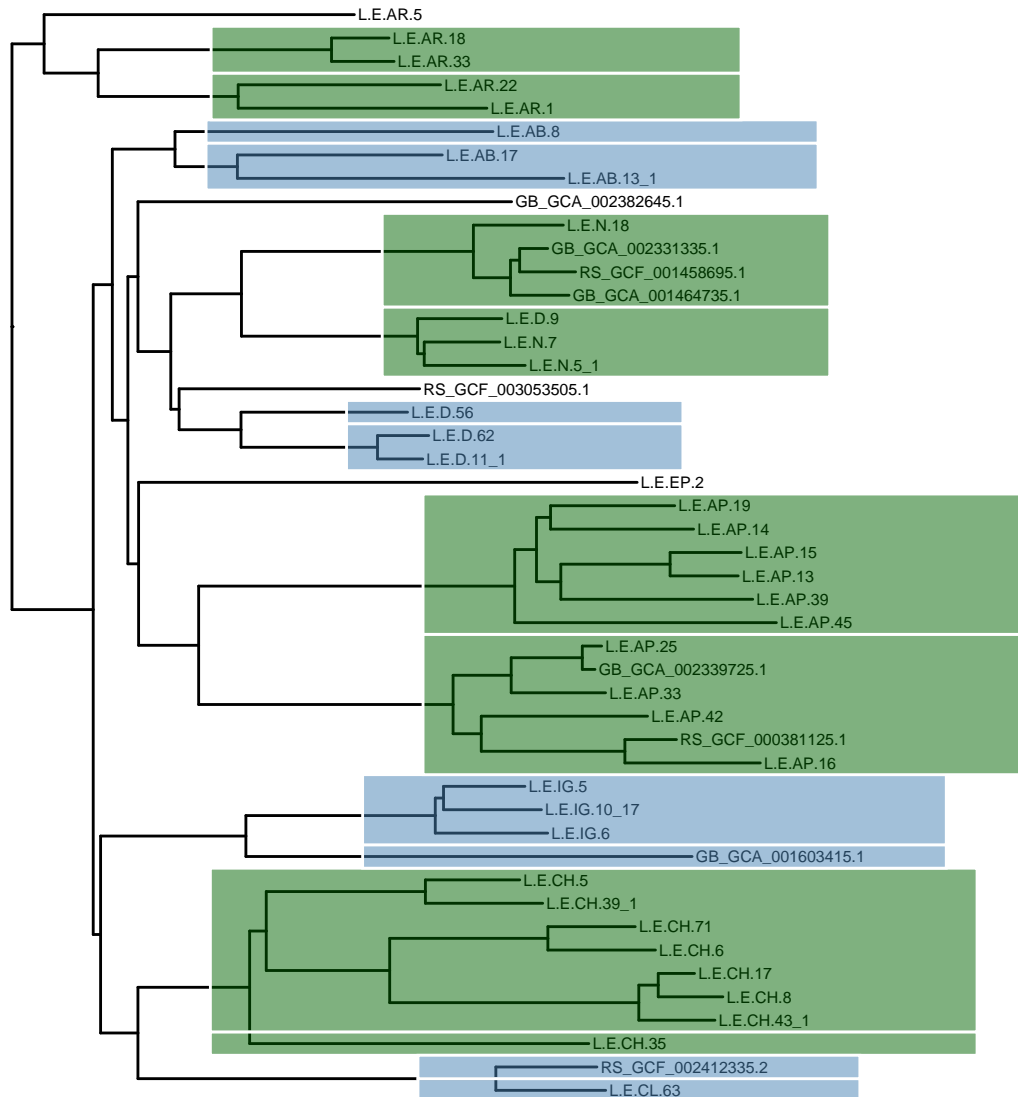 L.E.AR.5
L.E.AR.18
L.E.AR.33
L.E.AR.22
L.E.AR.1
L.E.AB.8
L.E.AB.17
L.E.AB.13_1
GB_GCA_002382645.1
L.E.N.18
GB_GCA_002331335.1
RS_GCF_001458695.1
GB_GCA_001464735.1
L.E.D.9
L.E.N.7
L.E.N.5_1
RS_GCF_003053505.1
L.E.D.56
L.E.D.62
L.E.D.11_1
L.E.EP.2
L.E.AP.19
L.E.AP.14
L.E.AP.15
L.E.AP.13
L.E.AP.39
L.E.AP.45
L.E.AP.25
GB_GCA_002339725.1
L.E.AP.33
L.E.AP.42
RS_GCF_000381125.1
L.E.AP.16
L.E.IG.5
L.E.IG.10_17
L.E.IG.6
GB_GCA_001603415.1
L.E.CH.5
L.E.CH.39_1
L.E.CH.71
L.E.CH.6
L.E.CH.17
L.E.CH.8
L.E.CH.43_1
L.E.CH.35
RS_GCF_002412335.2
L.E.CL.63